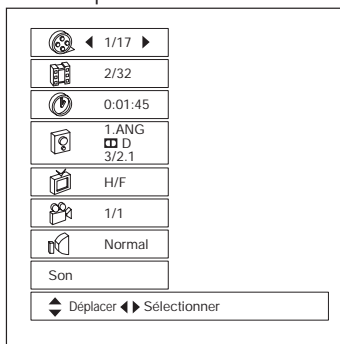 1/17
2/32
0:01:45
1.ANG
D
3/2.1
H/F
1/1
Normal
Son
Déplacer Sélectionner